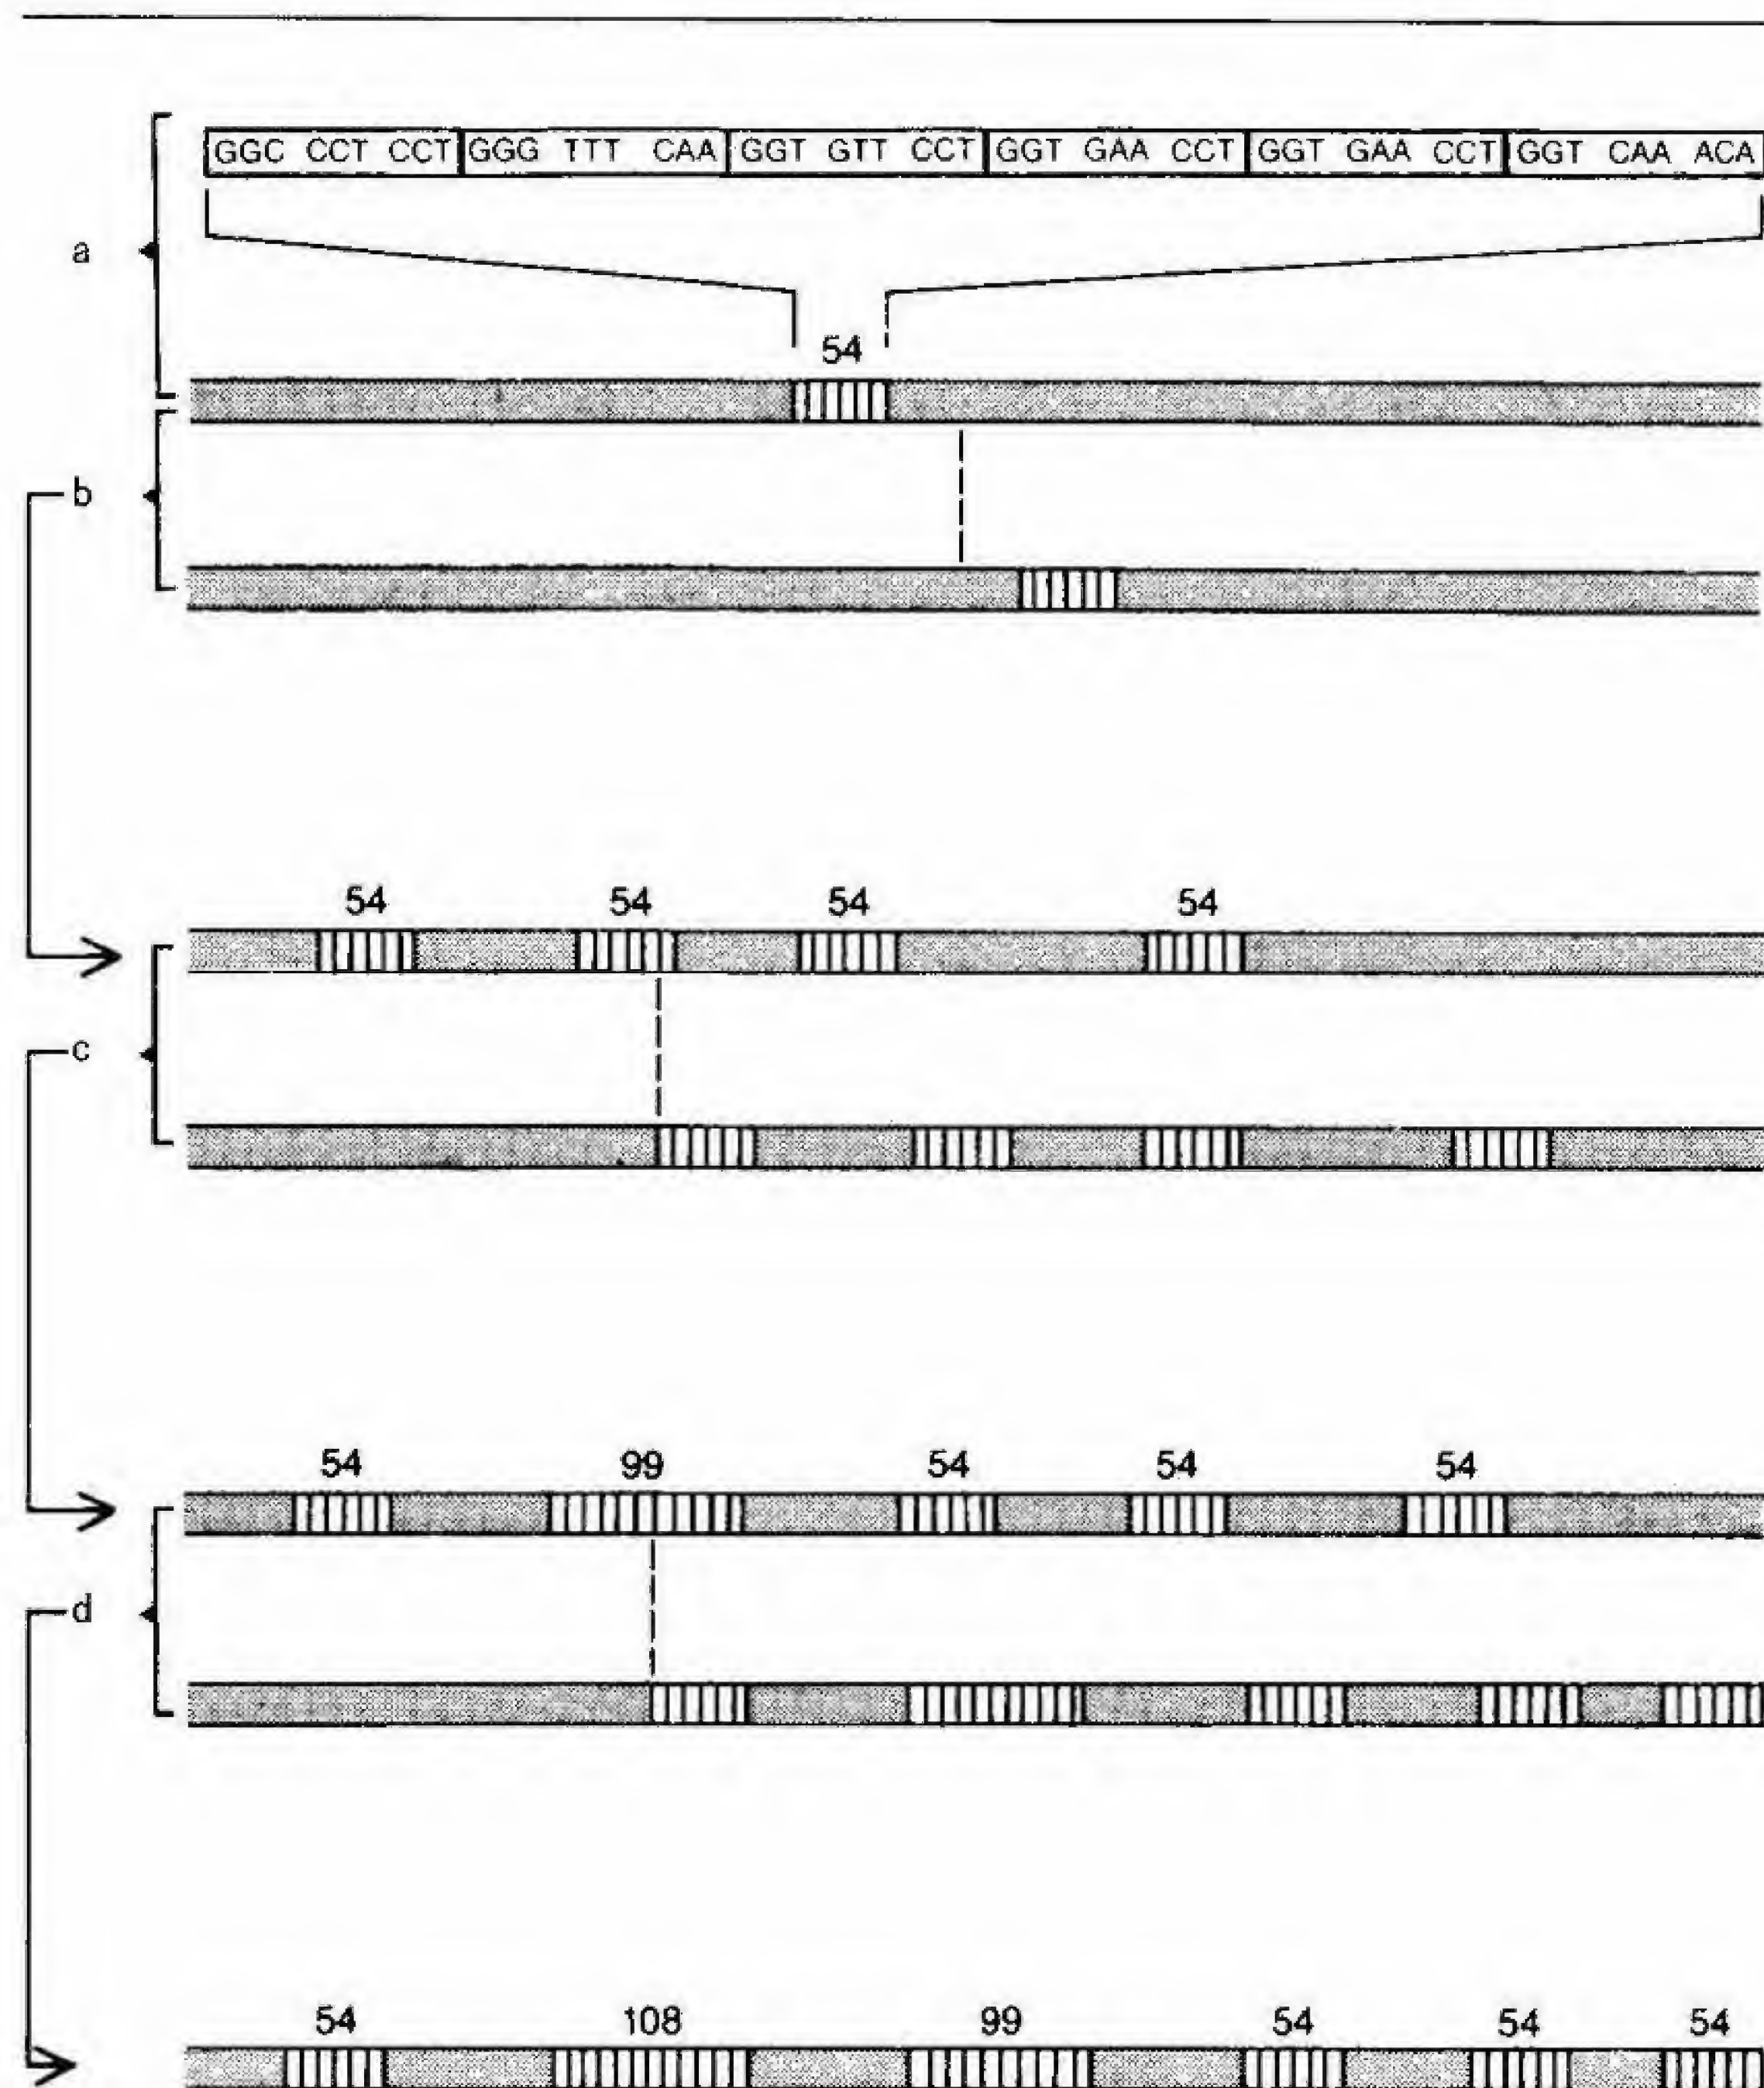 GGC CCT CCT GGG TTT CAA GGT GTT CCT GGT GAA CCT GGT GAA CCT GGT CAA ACA
a
54
b
54 54 54 54
c
54 99 54 54 54
d
54 108 99 54 54 54